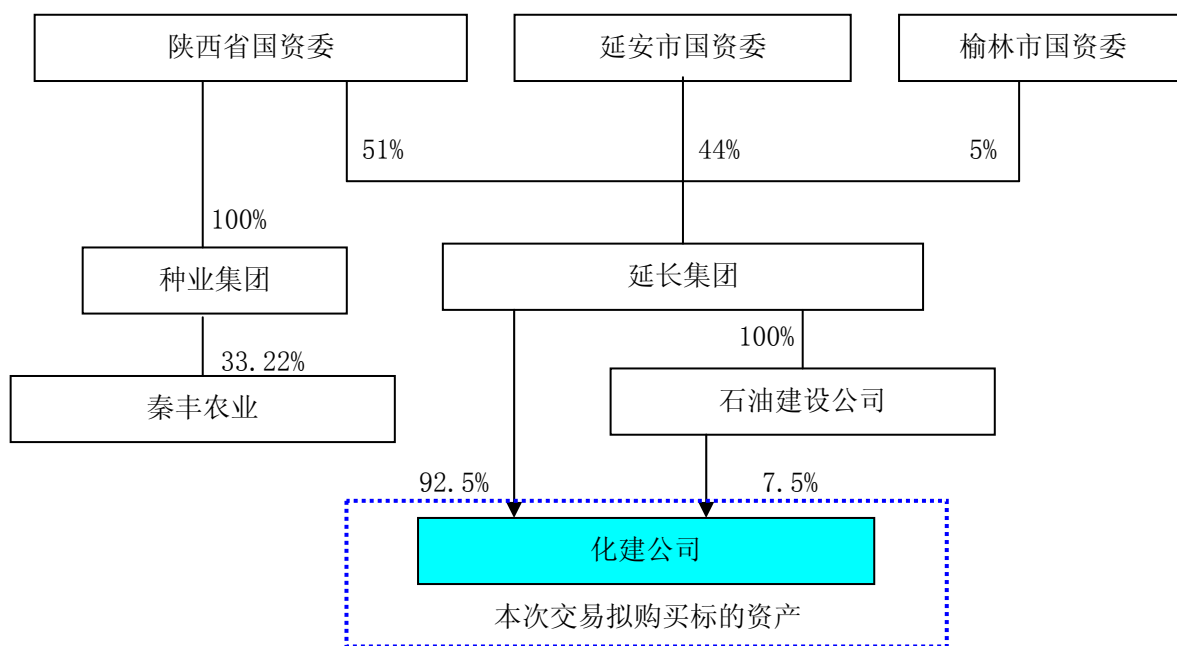 陕西省国资委
延安市国资委
榆林市国资委
51%
44%
5%
100%
种业集团
延长集团
100%
33.22%
秦丰农业
石油建设公司
92.5%
7.5%
化建公司
本次交易拟购买标的资产